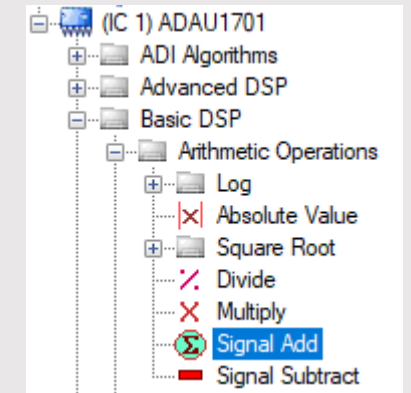 (IC 1) ADAU1701
ADI Algorithms
Advanced DSP
Basic DSP
Arithmetic Operations
Log
Absolute Value
Square Root
Divide
Multiply
Signal Add
Signal Subtract